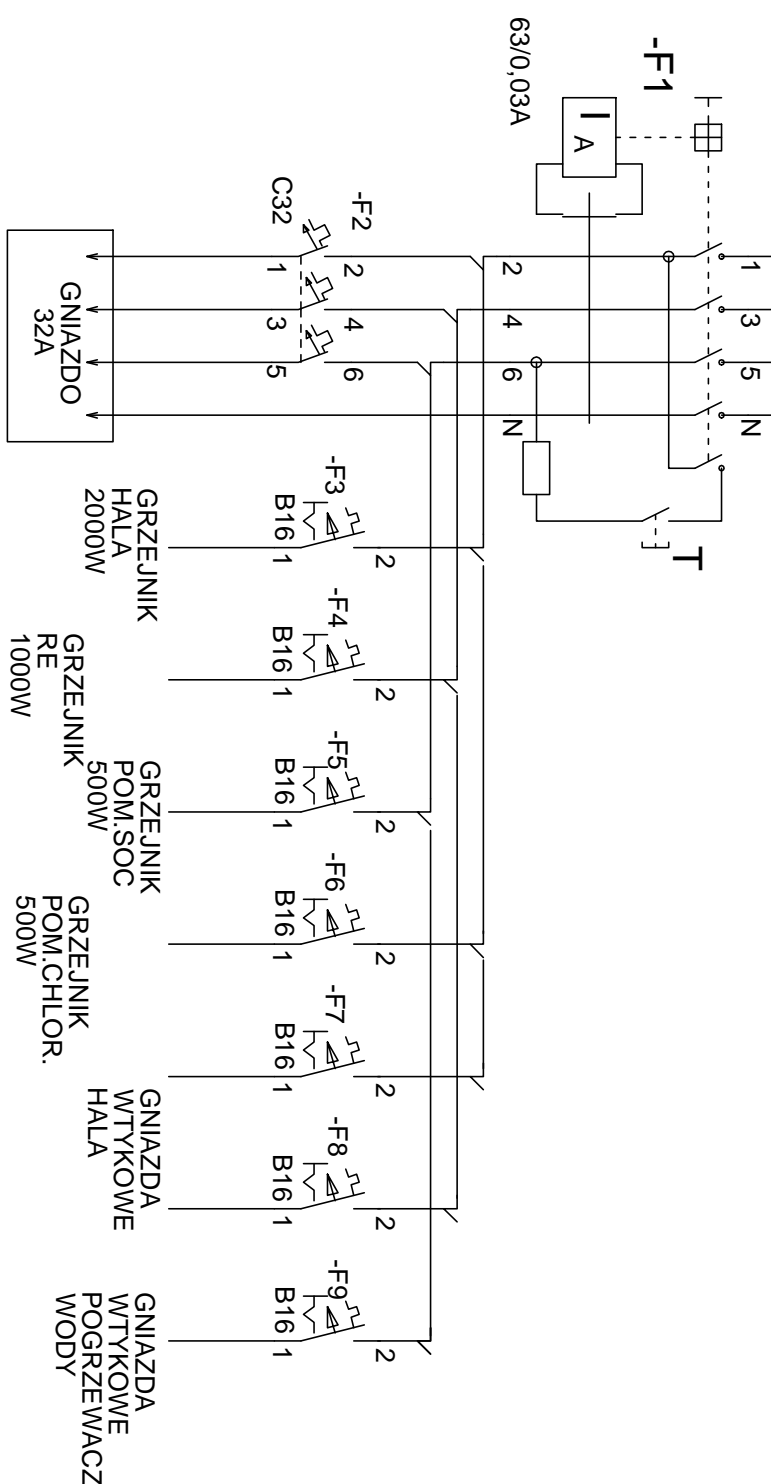 -F1
63/0,03A
I
A
1
3
5
N
2
4
6
N
T
-F2
C32
2
4
6
1
3
5
GNIAZDO
32A
-F3
B16
2
1
GRZEJNIK
HALA
2000W
-F4
B16
2
1
GRZEJNIK
RE
1000W
-F5
B16
2
1
GRZEJNIK
POM.SOC
500W
-F6
B16
2
1
GRZEJNIK
POM.CHLOR.
500W
-F7
B16
2
1
GNIAZDA
WTYKOWE
HALA
-F8
B16
2
1
-F9
B16
2
1
GNIAZDA
WTYKOWE
POGRZEWACZ
WODY